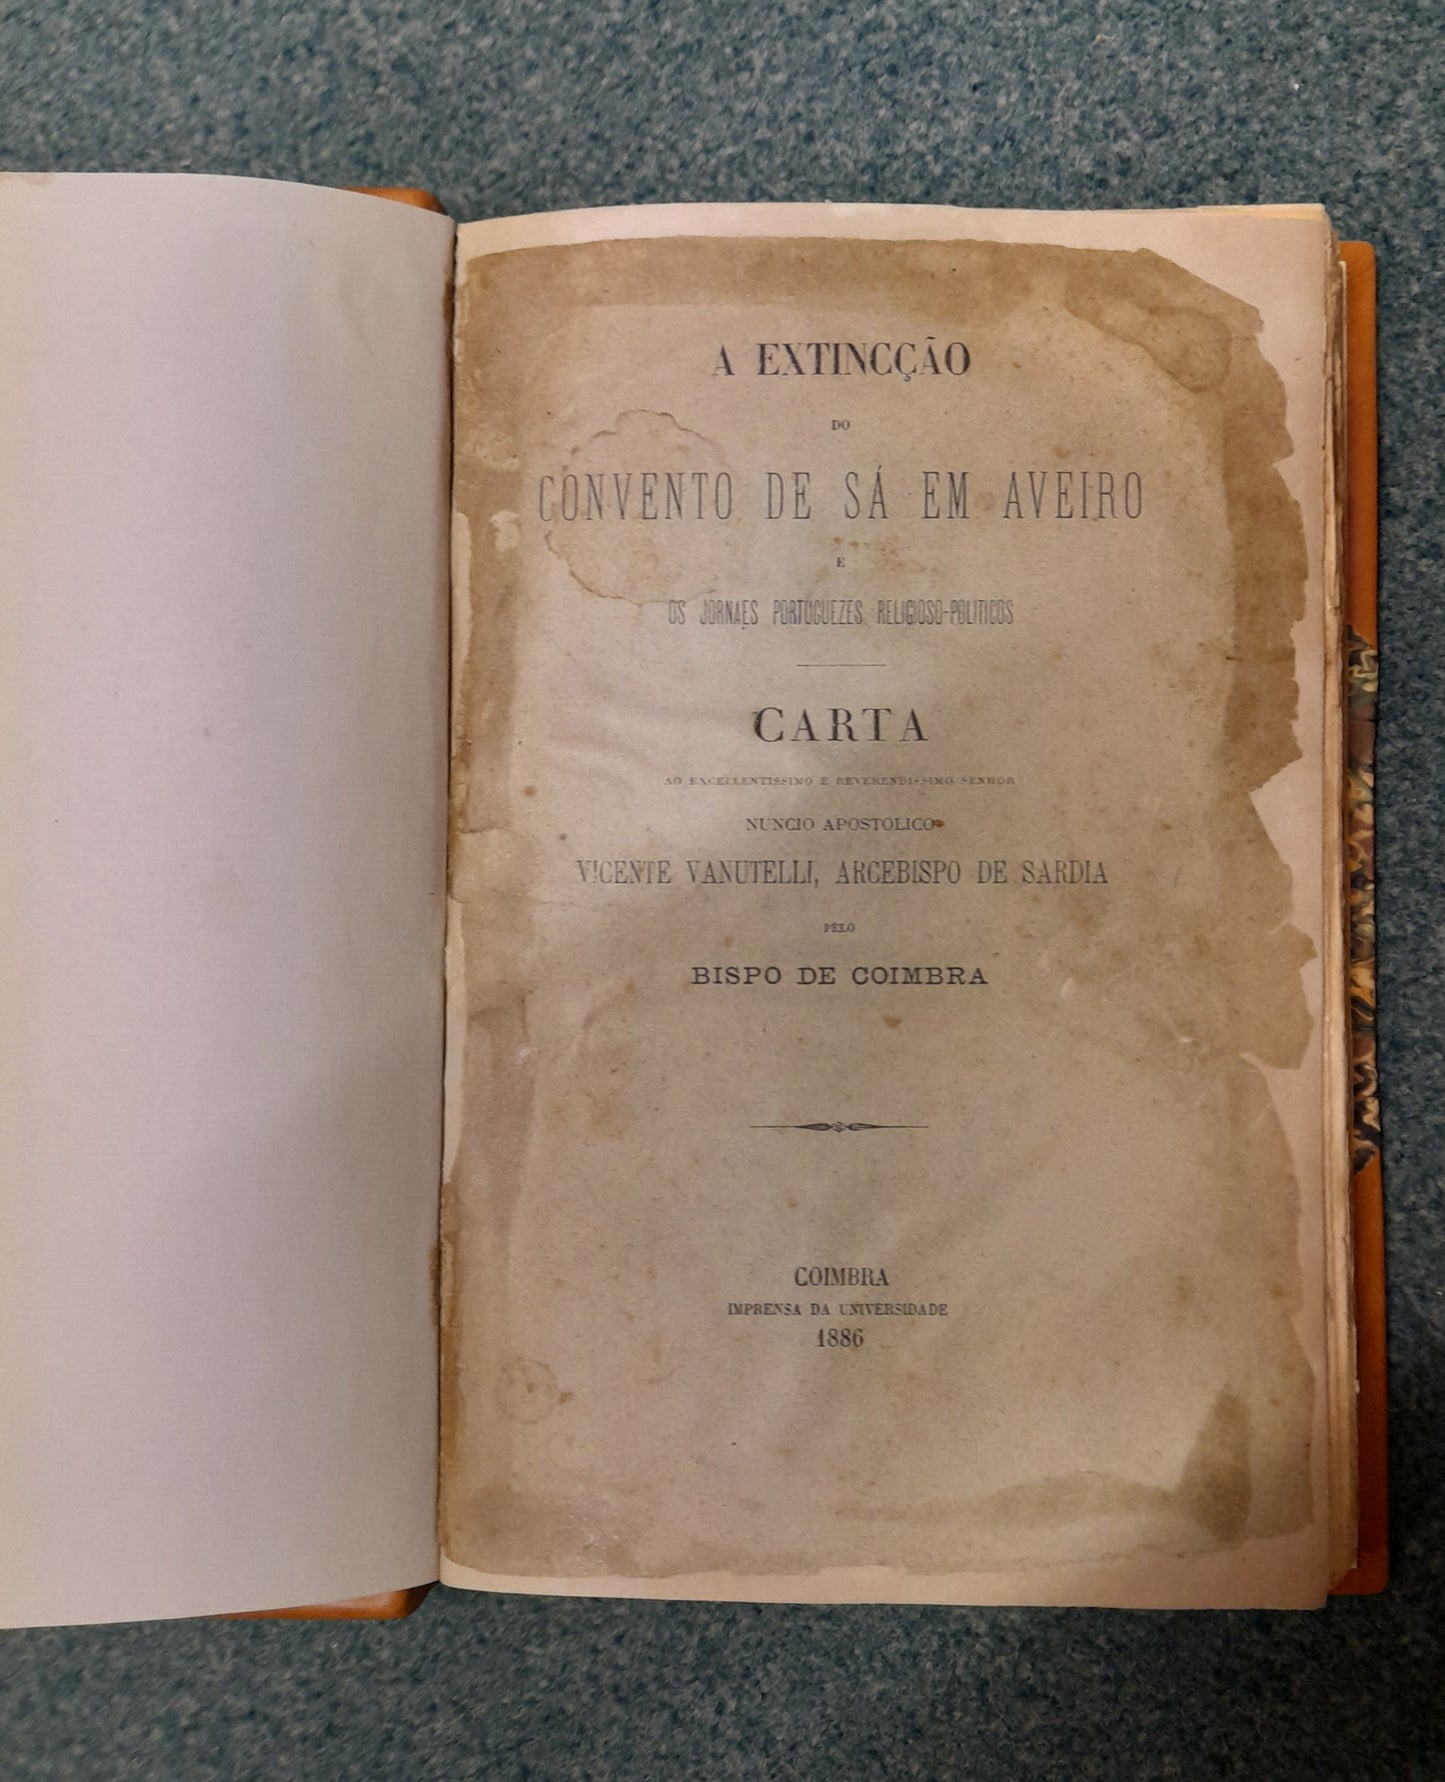 A EXTINCÇÃO
DO
CONVENTO DE SÁ EM AVEIRO
E
OS JORNAES PORTUGUEZES RELIGIOSO-POLITICOS
CARTA
AO EXCELLENTISSIMO E REVERENDISSIMO SENHOR
NUNCIO APOSTOLICO
VICENTE VANUTELLI, ARCEBISPO DE SARDIA
PELO
BISPO DE COIMBRA
COIMBRA
IMPRENSA DA UNIVERSIDADE
1886